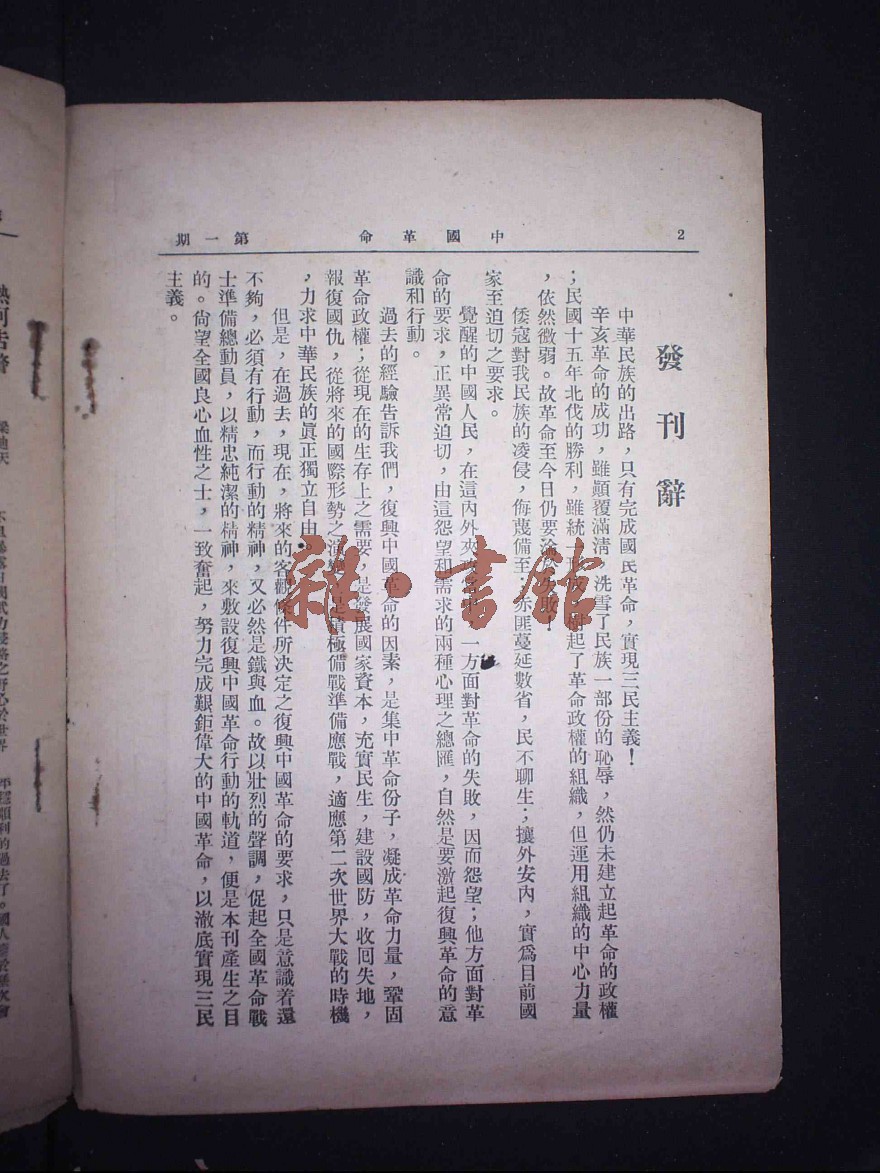 2 中國革命 第一期
發刊辭
中華民族的出路，只有完成國民革命，實現三民主義！
辛亥革命的成功，雖顛覆滿清，洗雪了民族一部份的恥辱，然仍未建立起革命的政權
；民國十五年北伐的勝利，雖統一起了革命政權的組織，但運用組織的中心力量
，依然微弱。故革命至今日仍要
倭寇對我民族的凌侵，侮蔑備至，赤匪蔓延數省，民不聊生；攘外安內，實爲目前國
家至迫切之要求。
覺醒的中國人民，在這內外夾一方面對革命的失敗，因而怨望；他方面對革
命的要求，正異常迫切，由這怨望和需求的兩種心理之總匯，自然是要激起復興革命的意
識和行動。
過去的經驗告訴我們，復興中國革命的因素，是集中革命份子，凝成革命力量，鞏固
革命政權；從現在的生存上之需要，是發展國家資本，充實民生，建設國防，收回失地，
報復國仇，從將來的國際形勢之演變，是積極備戰準備應戰，適應第二次世界大戰的時機
，力求中華民族的眞正獨立自由。
但是，在過去，現在，將來的客觀條件所決定之復興中國革命的要求，只是意識着還
不夠，必須有行動，而行動的精神，又必然是鐵與血。故以壯烈的聲調，促起全國革命戰
士準備總動員，以精忠純潔的精神，來敷設復興中國革命行動的軌道，便是本刊產生之目
的。尙望全國良心血性之士，一致奮起，努力完成艱鉅偉大的中國革命，以澈底實現三民
主義。
雜·書館